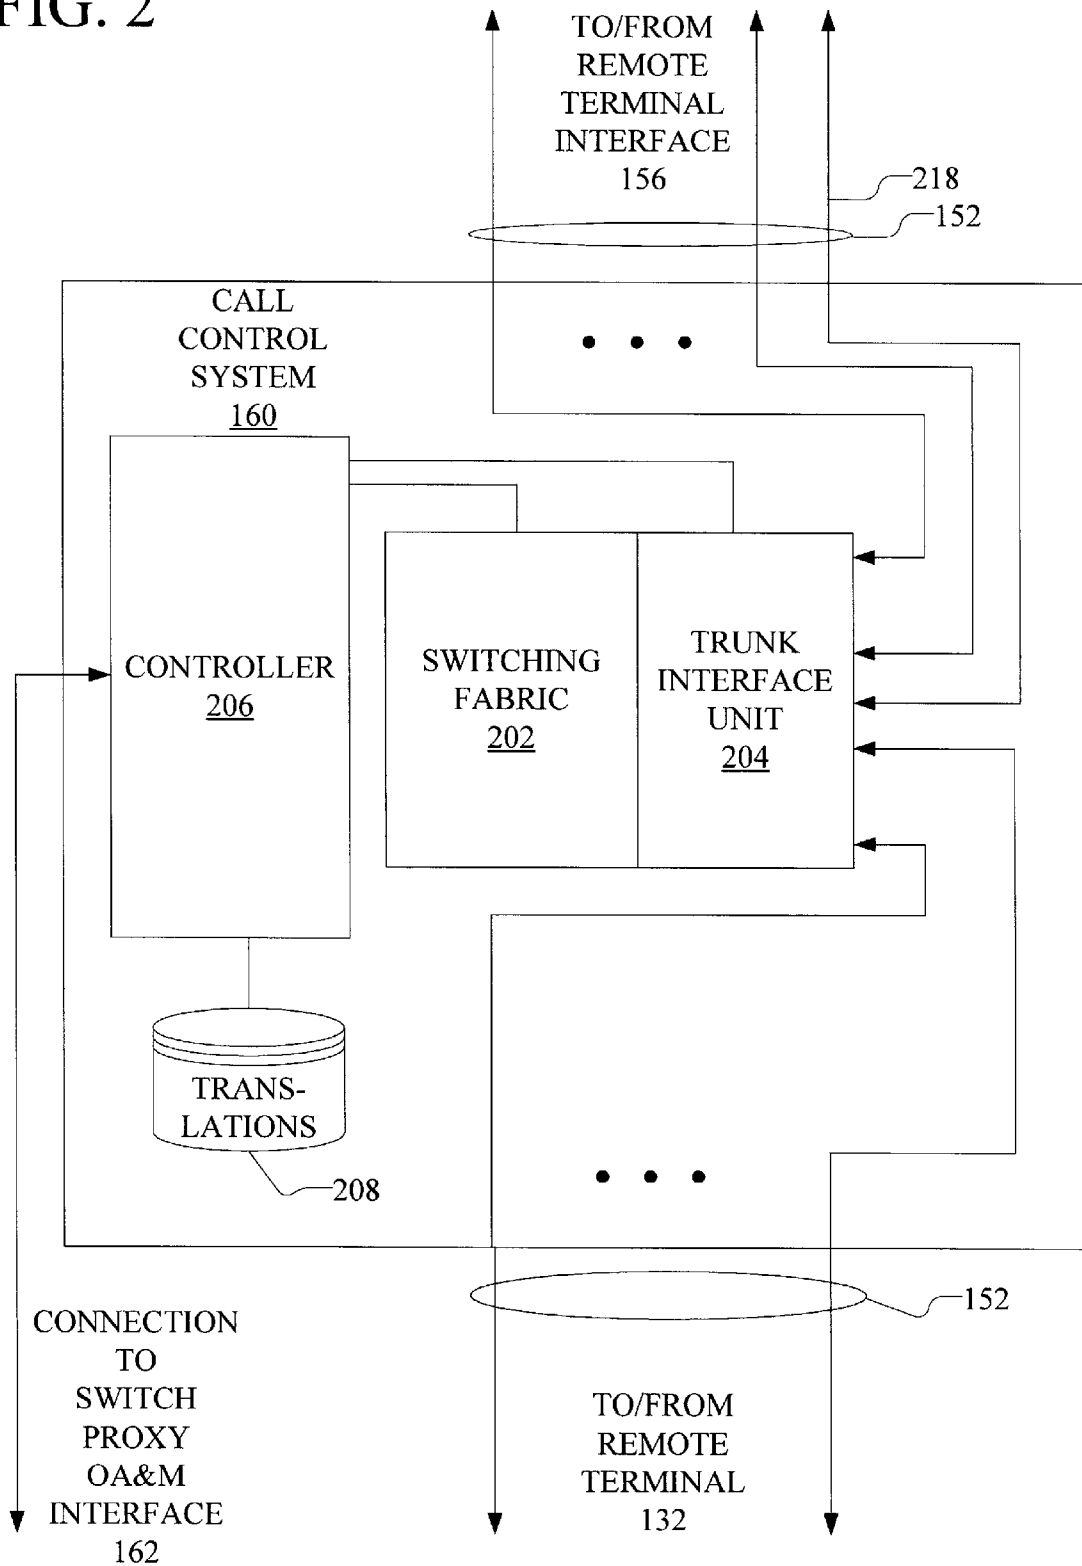 FIG. 2
TO/FROM
REMOTE
TERMINAL
INTERFACE
156
218
152
CALL
CONTROL
SYSTEM
160
CONTROLLER
206
SWITCHING
FABRIC
202
TRUNK
INTERFACE
UNIT
204
TRANS-
LATIONS
208
152
CONNECTION
TO
SWITCH
PROXY
OA&M
INTERFACE
162
TO/FROM
REMOTE
TERMINAL
132